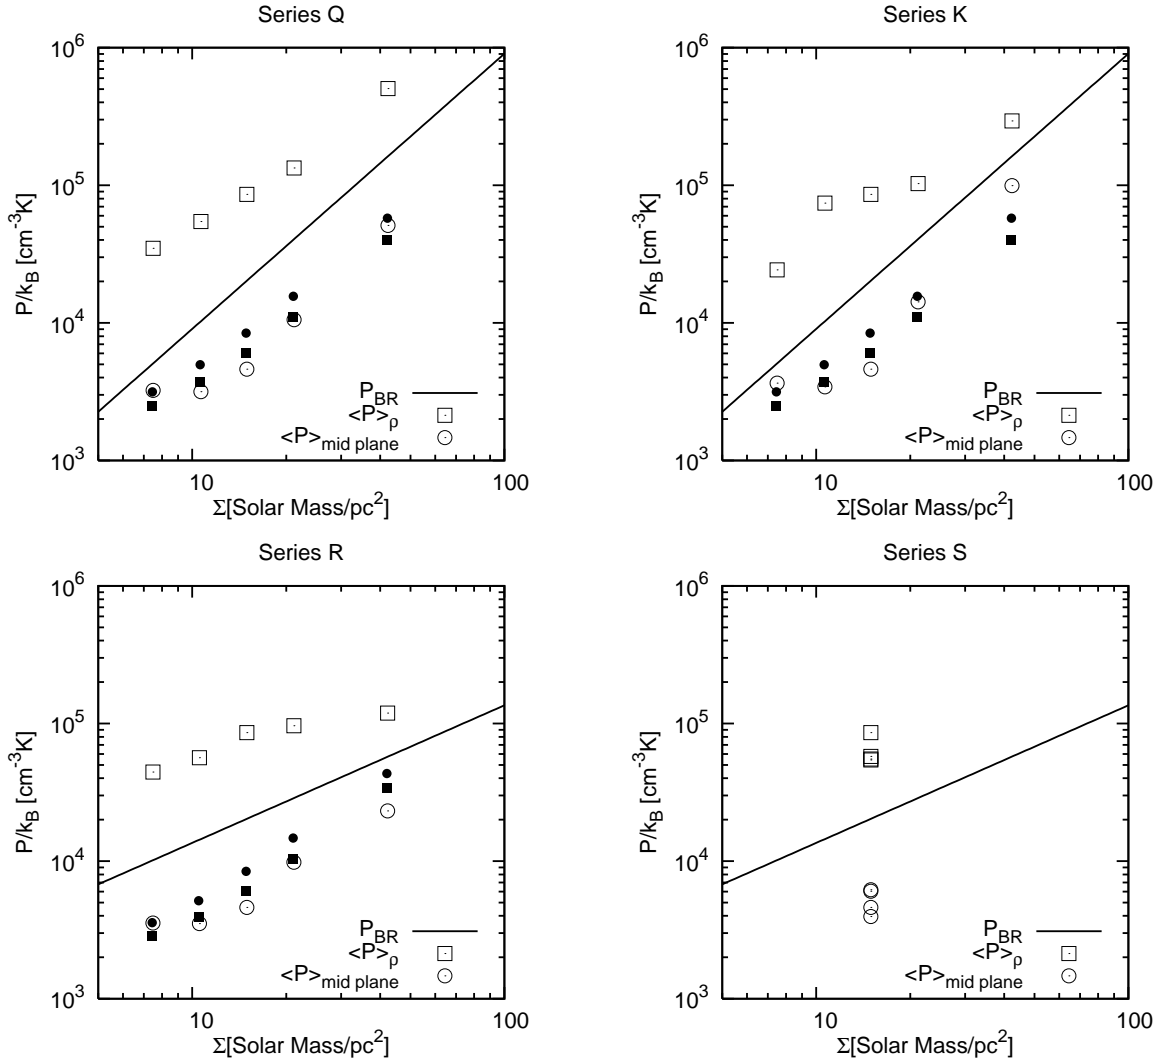 Series Q
10^6
10^5
10^4
10^3
P/k_B [cm^-3K]
P_BR
<P>_ρ
<P>_mid plane
10 100
Σ[Solar Mass/pc^2]
Series K
10^6
10^5
10^4
10^3
P/k_B [cm^-3K]
P_BR
<P>_ρ
<P>_mid plane
10 100
Σ[Solar Mass/pc^2]
Series R
10^6
10^5
10^4
10^3
P/k_B [cm^-3K]
P_BR
<P>_ρ
<P>_mid plane
10 100
Σ[Solar Mass/pc^2]
Series S
10^6
10^5
10^4
10^3
P/k_B [cm^-3K]
P_BR
<P>_ρ
<P>_mid plane
10 100
Σ[Solar Mass/pc^2]